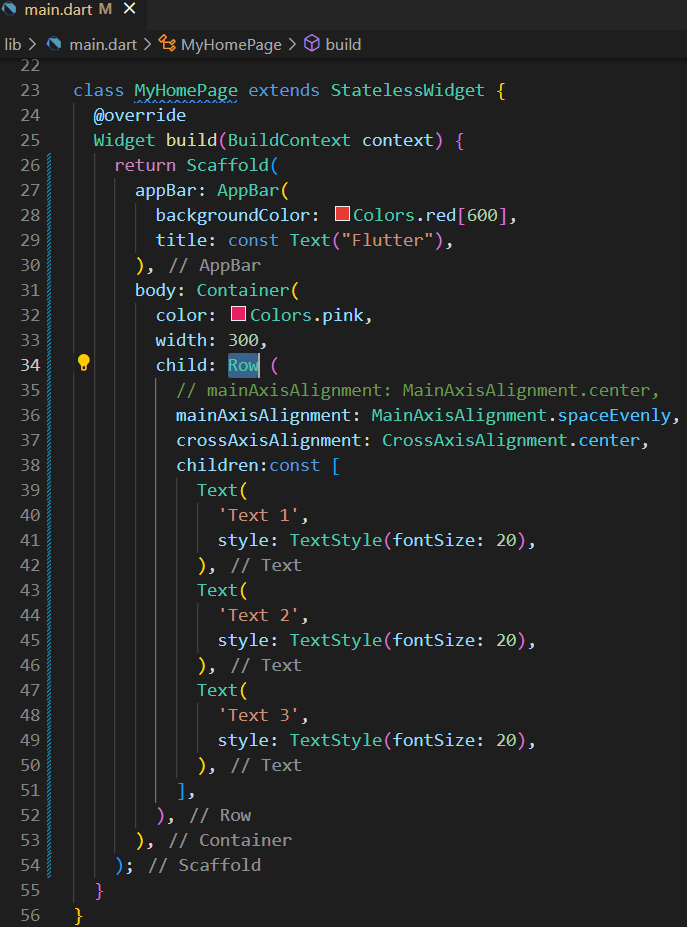 main.dart M ×
lib > main.dart > MyHomePage > build
22
23 class MyHomePage extends StatelessWidget {
24   @override
25   Widget build(BuildContext context) {
26     return Scaffold(
27       appBar: AppBar(
28         backgroundColor: Colors.red[600],
29         title: const Text("Flutter"),
30       ), // AppBar
31       body: Container(
32         color: Colors.pink,
33         width: 300,
34         child: Row (
35           // mainAxisAlignment: MainAxisAlignment.center,
36           mainAxisAlignment: MainAxisAlignment.spaceEvenly,
37           crossAxisAlignment: CrossAxisAlignment.center,
38           children:const [
39             Text(
40               'Text 1',
41               style: TextStyle(fontSize: 20),
42             ), // Text
43             Text(
44               'Text 2',
45               style: TextStyle(fontSize: 20),
46             ), // Text
47             Text(
48               'Text 3',
49               style: TextStyle(fontSize: 20),
50             ), // Text
51           ],
52         ), // Row
53       ), // Container
54     ); // Scaffold
55   }
56 }